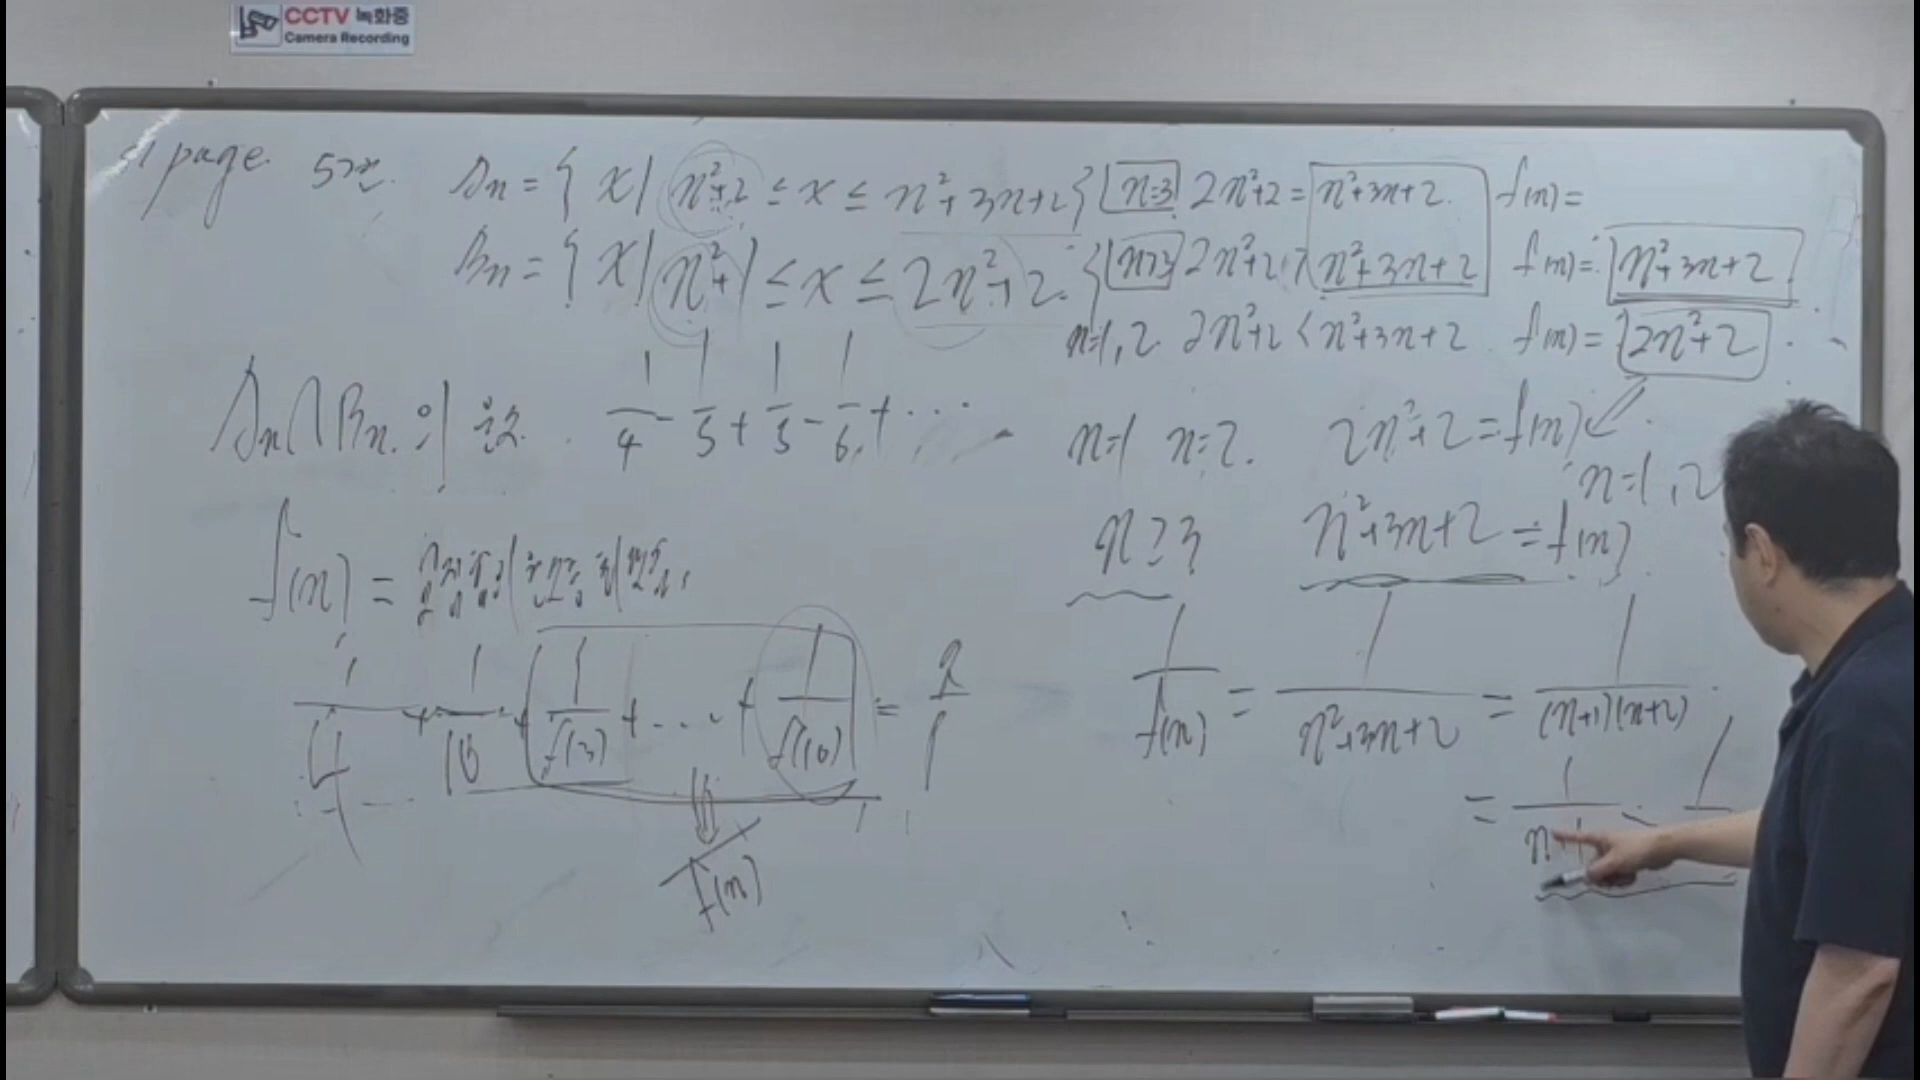 CCTV 녹화중
Camera Recording
page. 5번. Aₙ = { x | n²+2 ≤ x ≤ n²+3n+2 } n=3 2n²+2 = n²+3n+2. f(n) =
Bₙ = { x | n²+1 ≤ x ≤ 2n²+2. } n>3 2n²+2 > n²+3n+2 f(n) = n²+3n+2
n=1, 2. 2n²+2 < n²+3n+2 f(n) = 2n²+2
Aₙ∩Bₙ.의 원소. 1/4 - 1/5 + 1/5 - 1/6 + ... n=1 n=2. 2n²+2 = f(n)
n=1, 2
f(n) = n≥3 n²+3n+2 = f(n)
1/4 + 1/10 + 1/f(3) + ... + 1/f(10) = 1/f(n) = 1/n²+3n+2 = 1/(n+1)(n+2)
= 1/n+1 -
1/f(n)